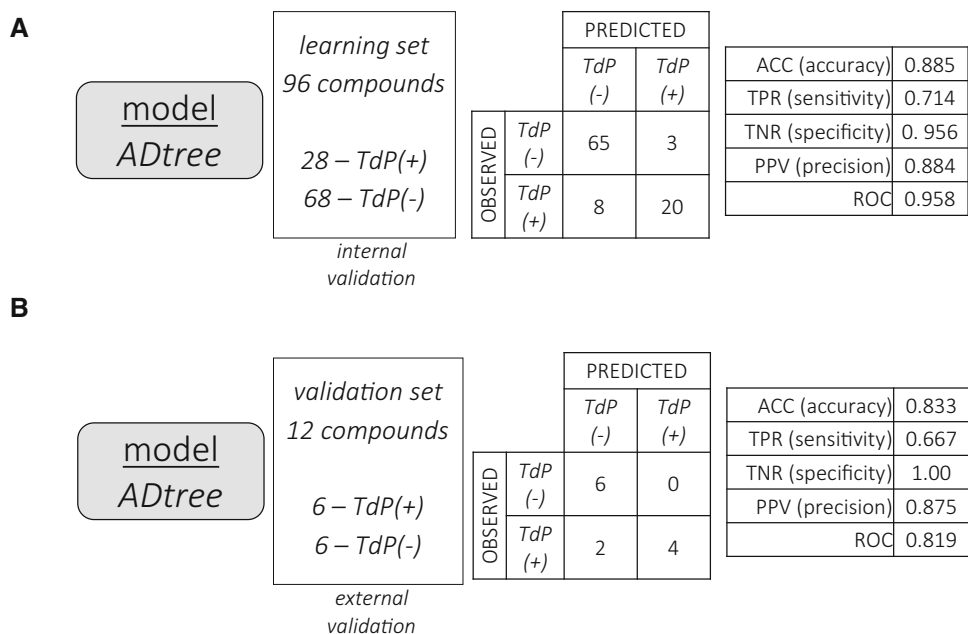 A
model
ADtree
learning set
96 compounds
28 – TdP(+)
68 – TdP(-)
internal
validation
PREDICTED
TdP
(-)
TdP
(+)
OBSERVED
TdP
(-)
65
3
TdP
(+)
8
20
ACC (accuracy) 0.885
TPR (sensitivity) 0.714
TNR (specificity) 0. 956
PPV (precision) 0.884
ROC 0.958
B
model
ADtree
validation set
12 compounds
6 – TdP(+)
6 – TdP(-)
external
validation
PREDICTED
TdP
(-)
TdP
(+)
OBSERVED
TdP
(-)
6
0
TdP
(+)
2
4
ACC (accuracy) 0.833
TPR (sensitivity) 0.667
TNR (specificity) 1.00
PPV (precision) 0.875
ROC 0.819